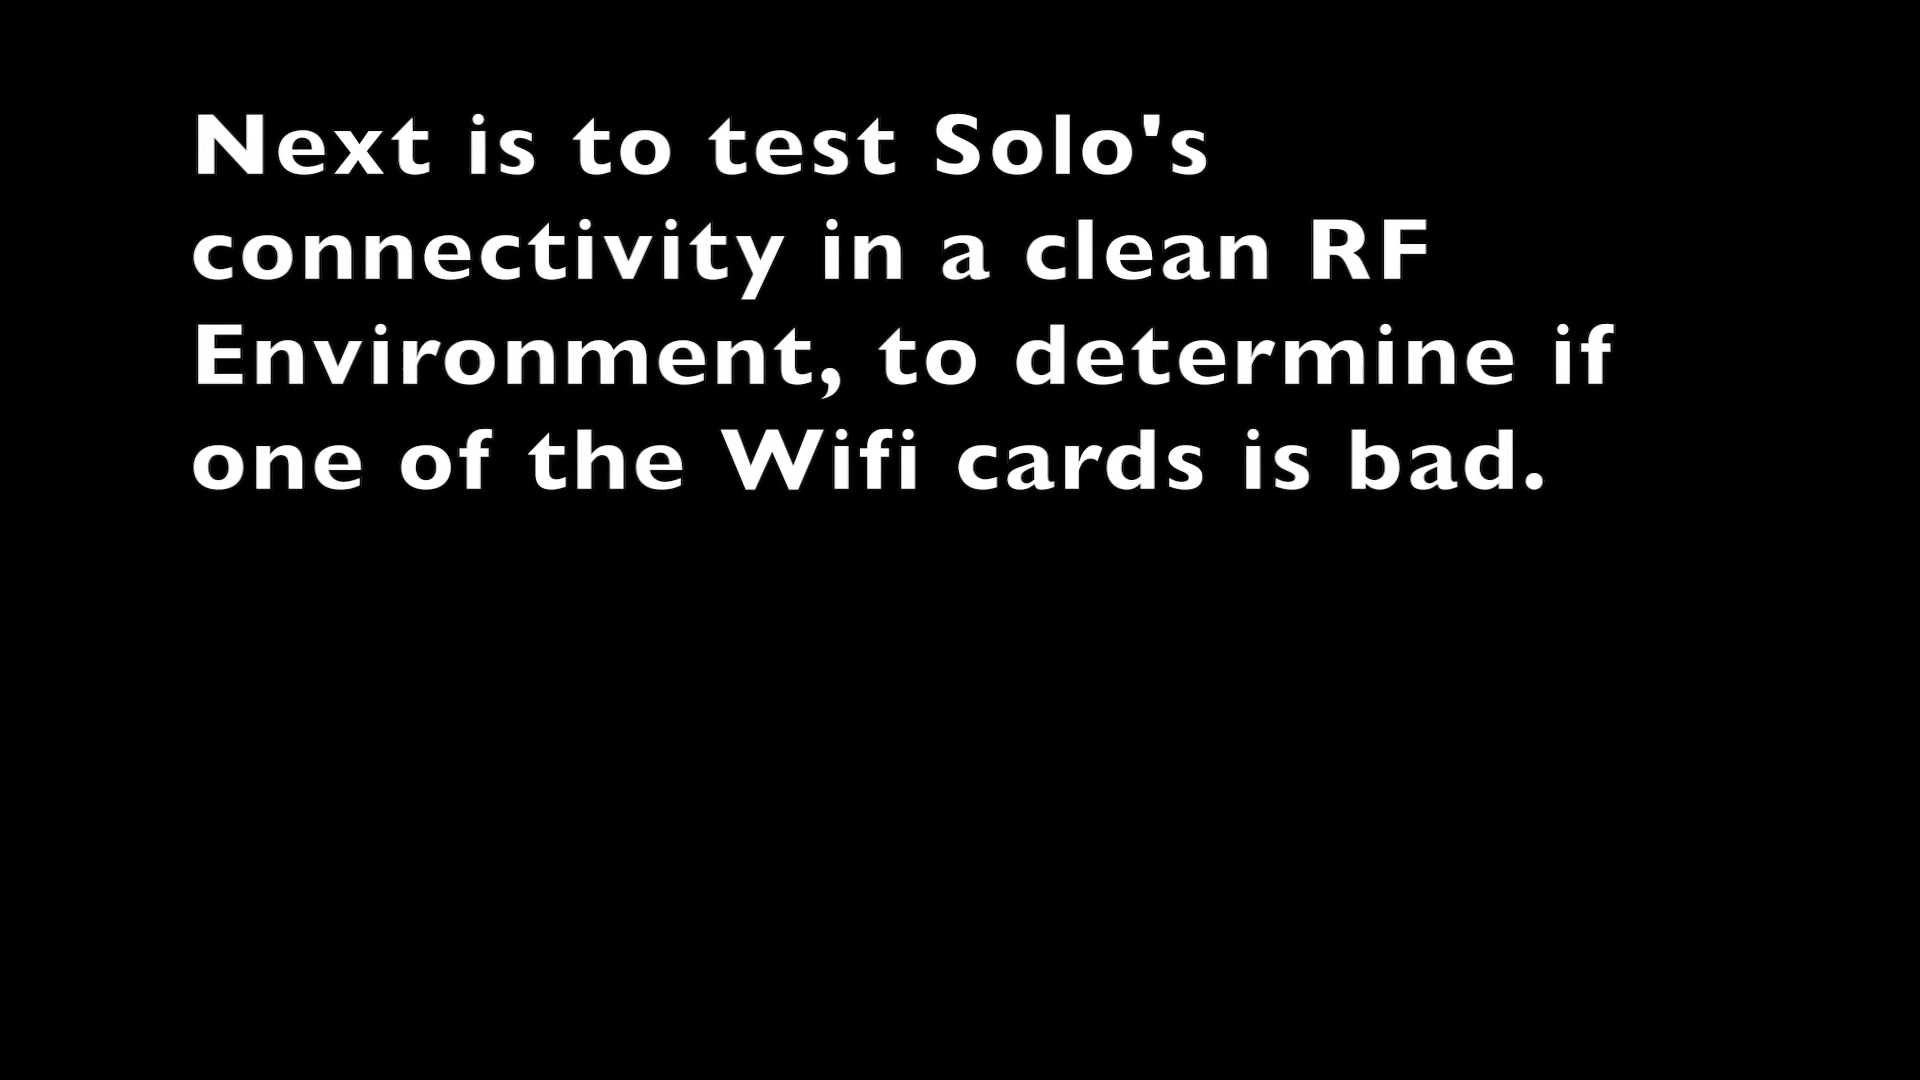 Next is to test Solo's
connectivity in a clean RF
Environment, to determine if
one of the Wifi cards is bad.